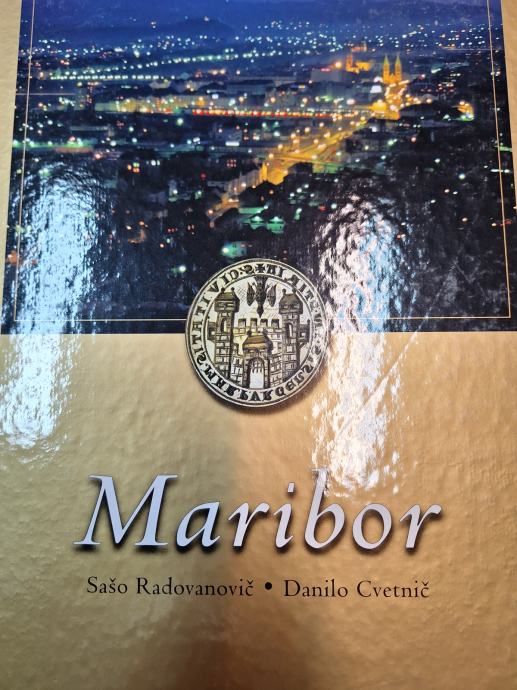 Maribor
Sašo Radovanovič • Danilo Cvetnič